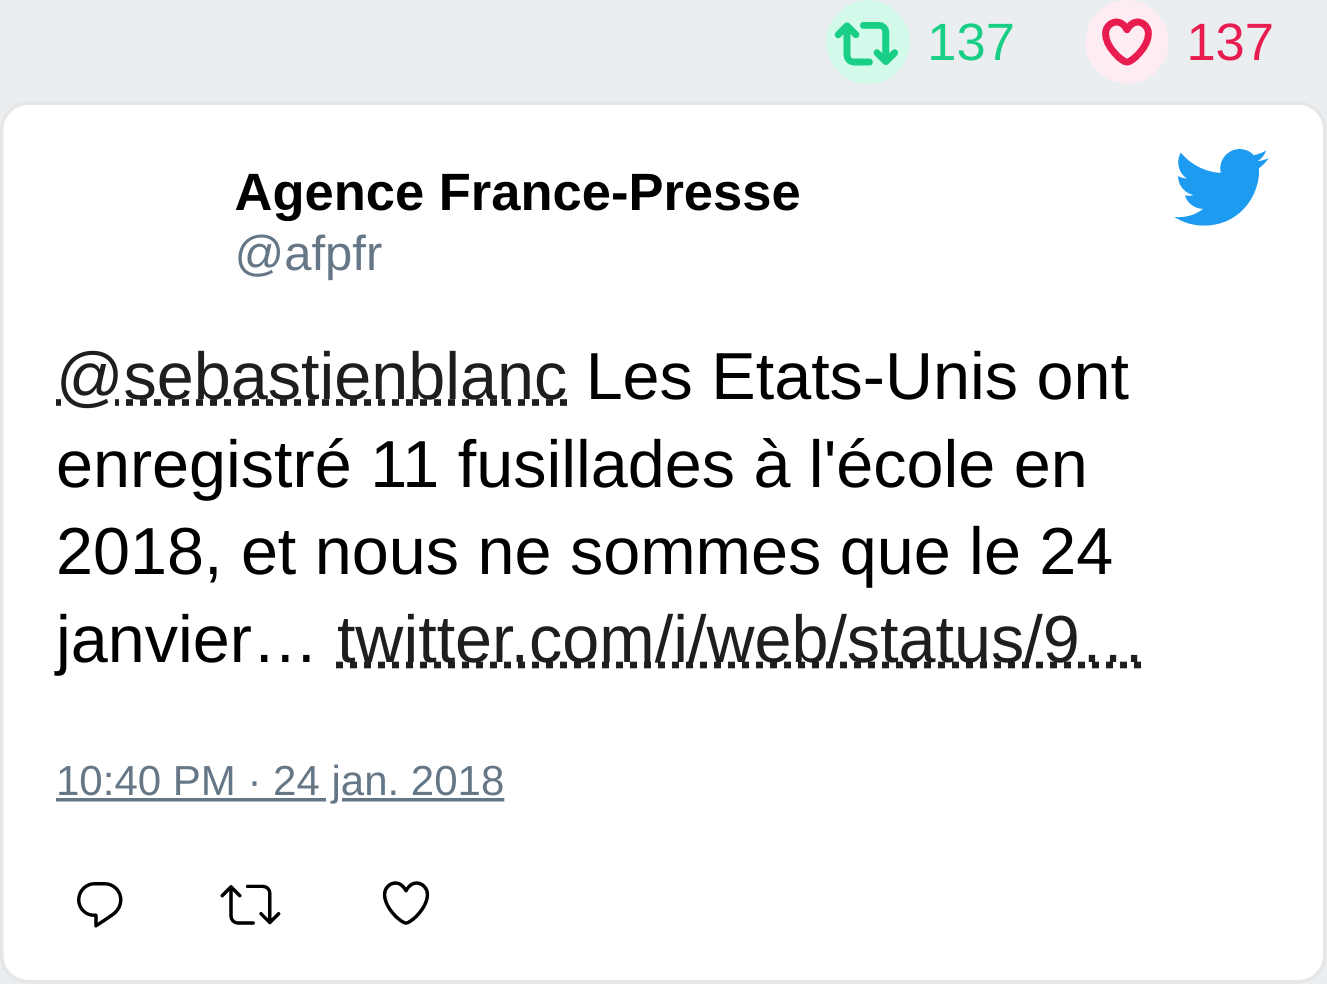 137 137
Agence France-Presse
@afpfr
@sebastienblanc Les Etats-Unis ont
enregistré 11 fusillades à l'école en
2018, et nous ne sommes que le 24
janvier… twitter.com/i/web/status/9…
10:40 PM · 24 jan. 2018